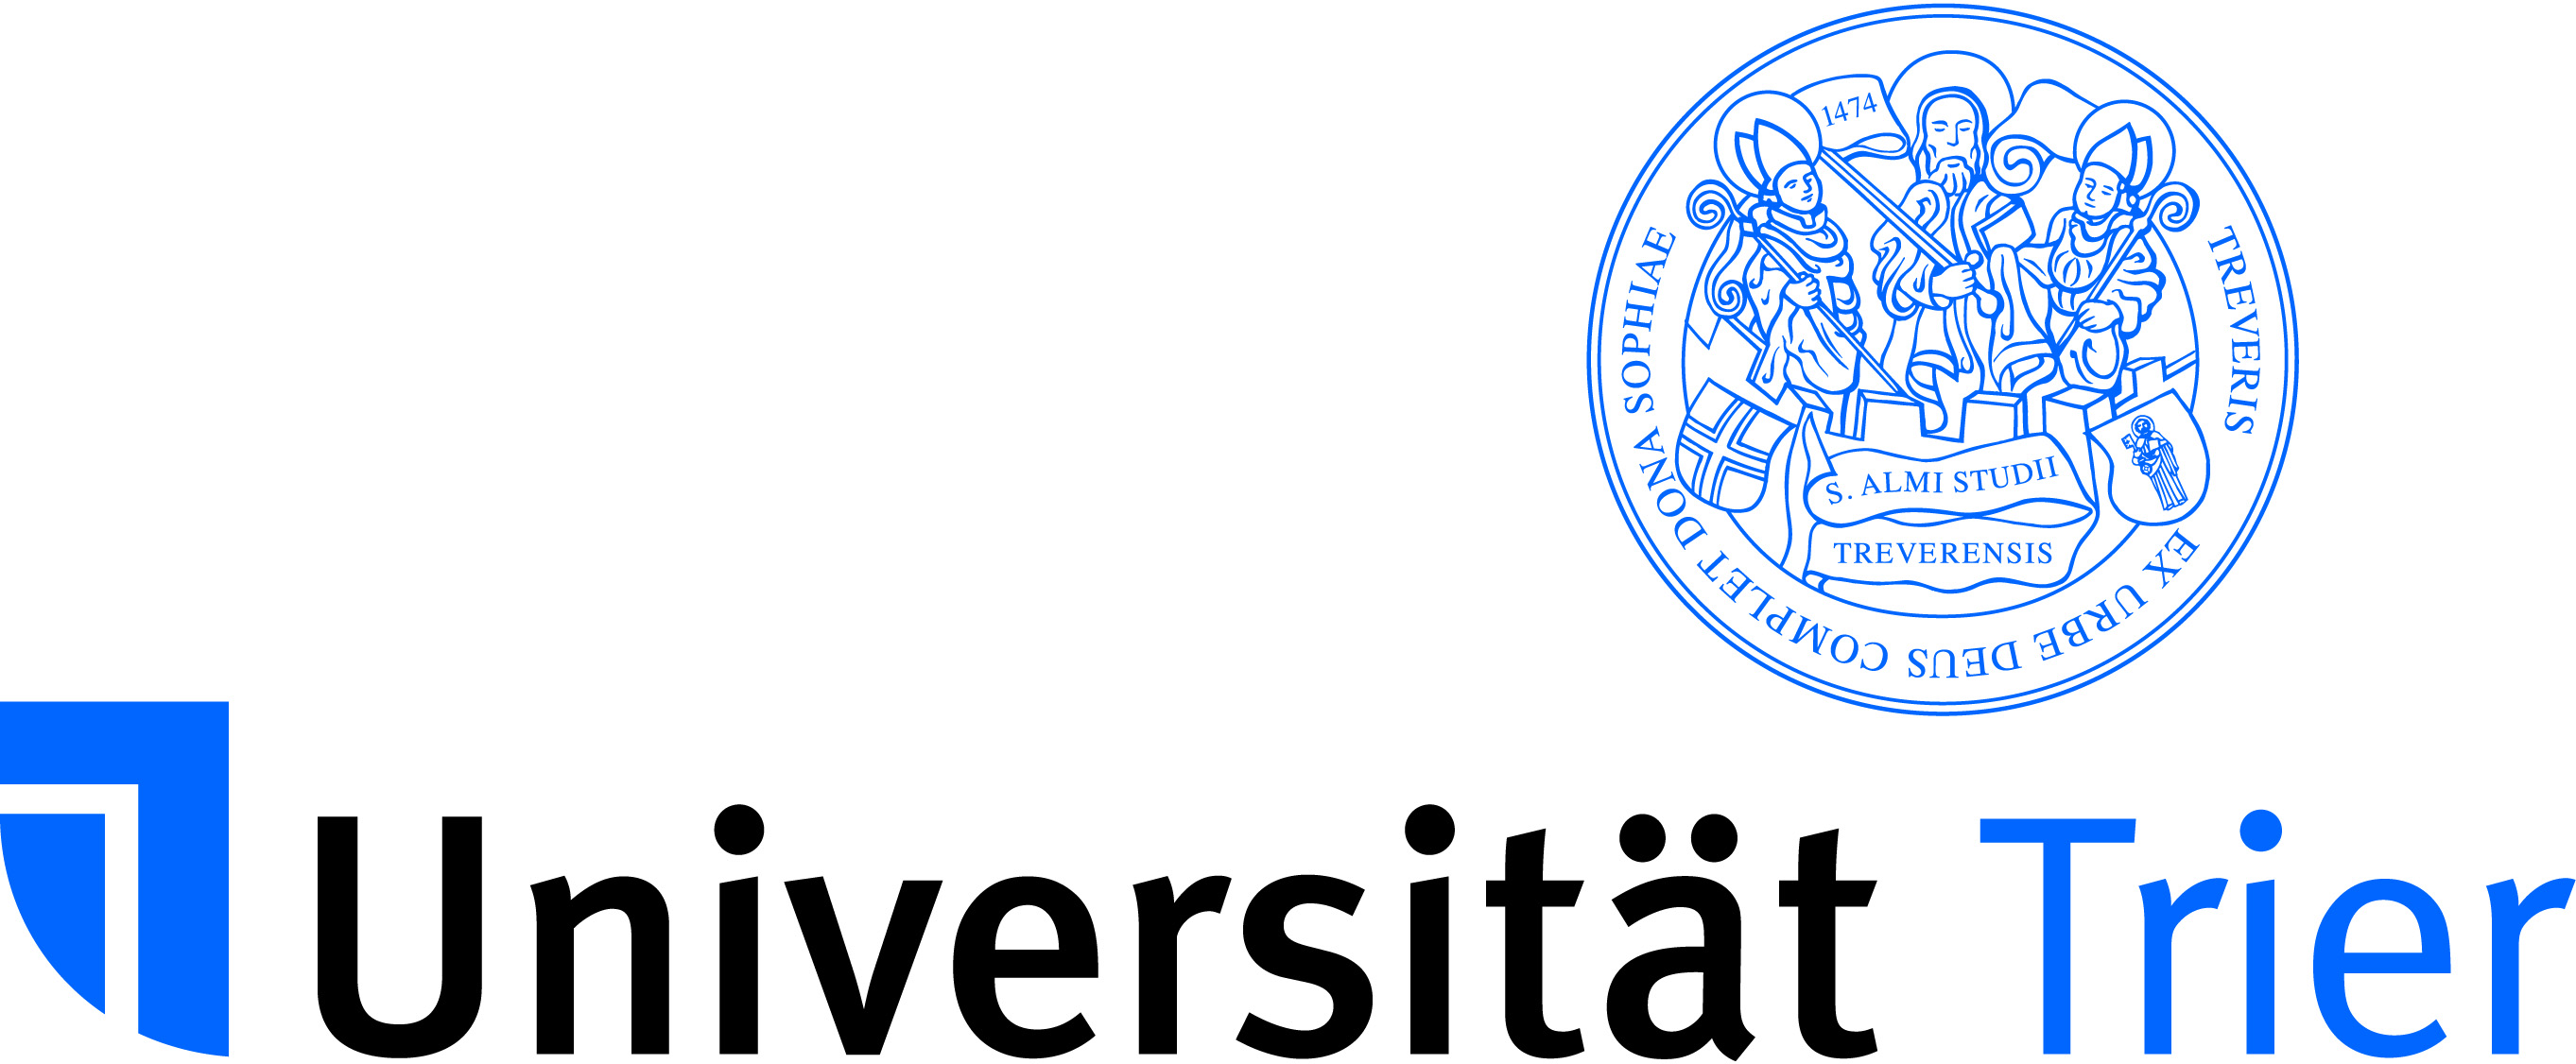 1474
TREVERIS EX URBE DEUS COMPLET DONA SOPHIAE
S. ALMI STUDII
TREVERENSIS
Universität Trier